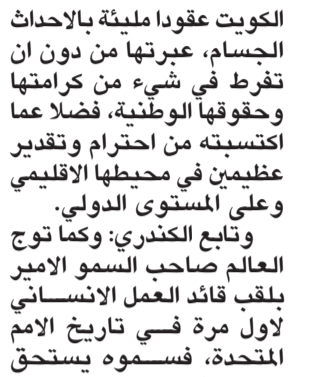 الكويت عقودا مليئة بالاحداث
الجسام، عبرتها من دون ان
تفرط في شيء من كرامتها
وحقوقها الوطنية، فضلا عما
اكتسبته من احترام وتقدير
عظيمين في محيطها الاقليمي
وعلى المستوى الدولي.
وتابع الكندري: وكما توج
العالم صاحب السمو الامير
بلقب قائد العمل الانساني
لاول مرة في تاريخ الامم
المتحدة، فسموه يستحق